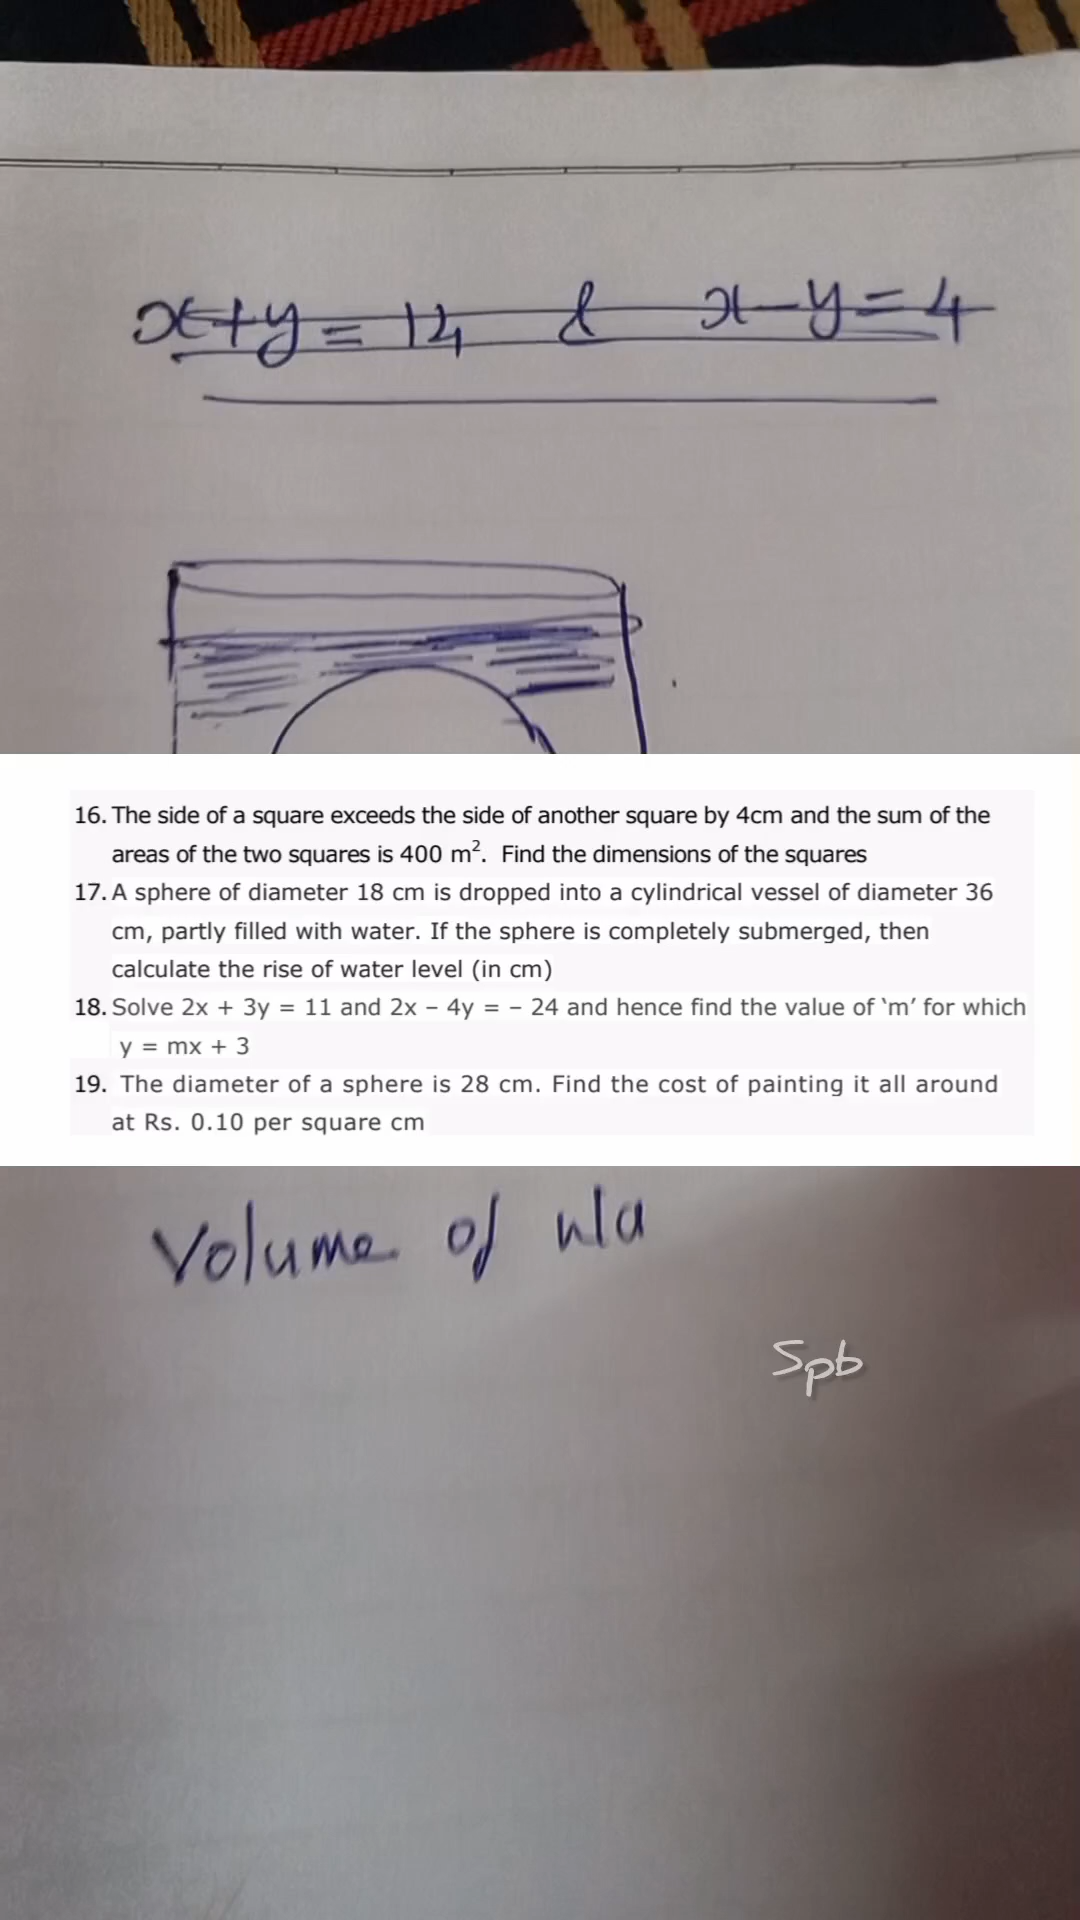 x+y = 14 & x-y = 4
16. The side of a square exceeds the side of another square by 4cm and the sum of the
areas of the two squares is 400 m². Find the dimensions of the squares
17. A sphere of diameter 18 cm is dropped into a cylindrical vessel of diameter 36
cm, partly filled with water. If the sphere is completely submerged, then
calculate the rise of water level (in cm)
18. Solve 2x + 3y = 11 and 2x – 4y = – 24 and hence find the value of ‘m’ for which
y = mx + 3
19. The diameter of a sphere is 28 cm. Find the cost of painting it all around
at Rs. 0.10 per square cm
Volume of
Spb